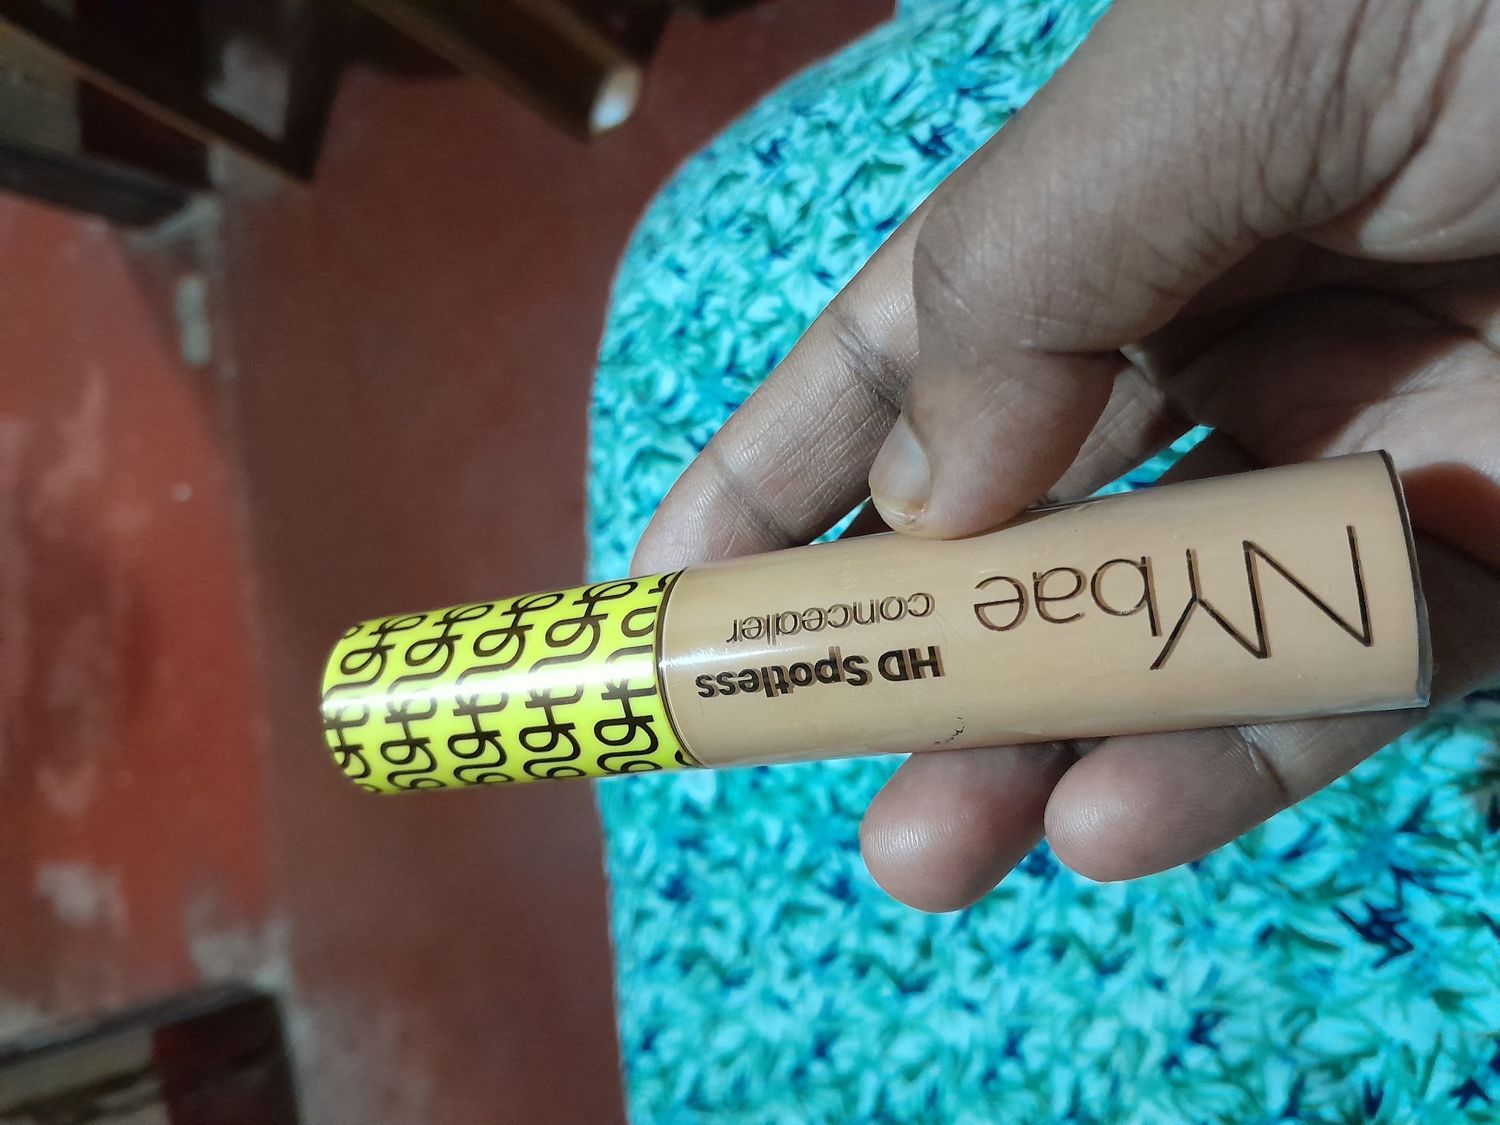 NYbae
HD Spotless
concealer